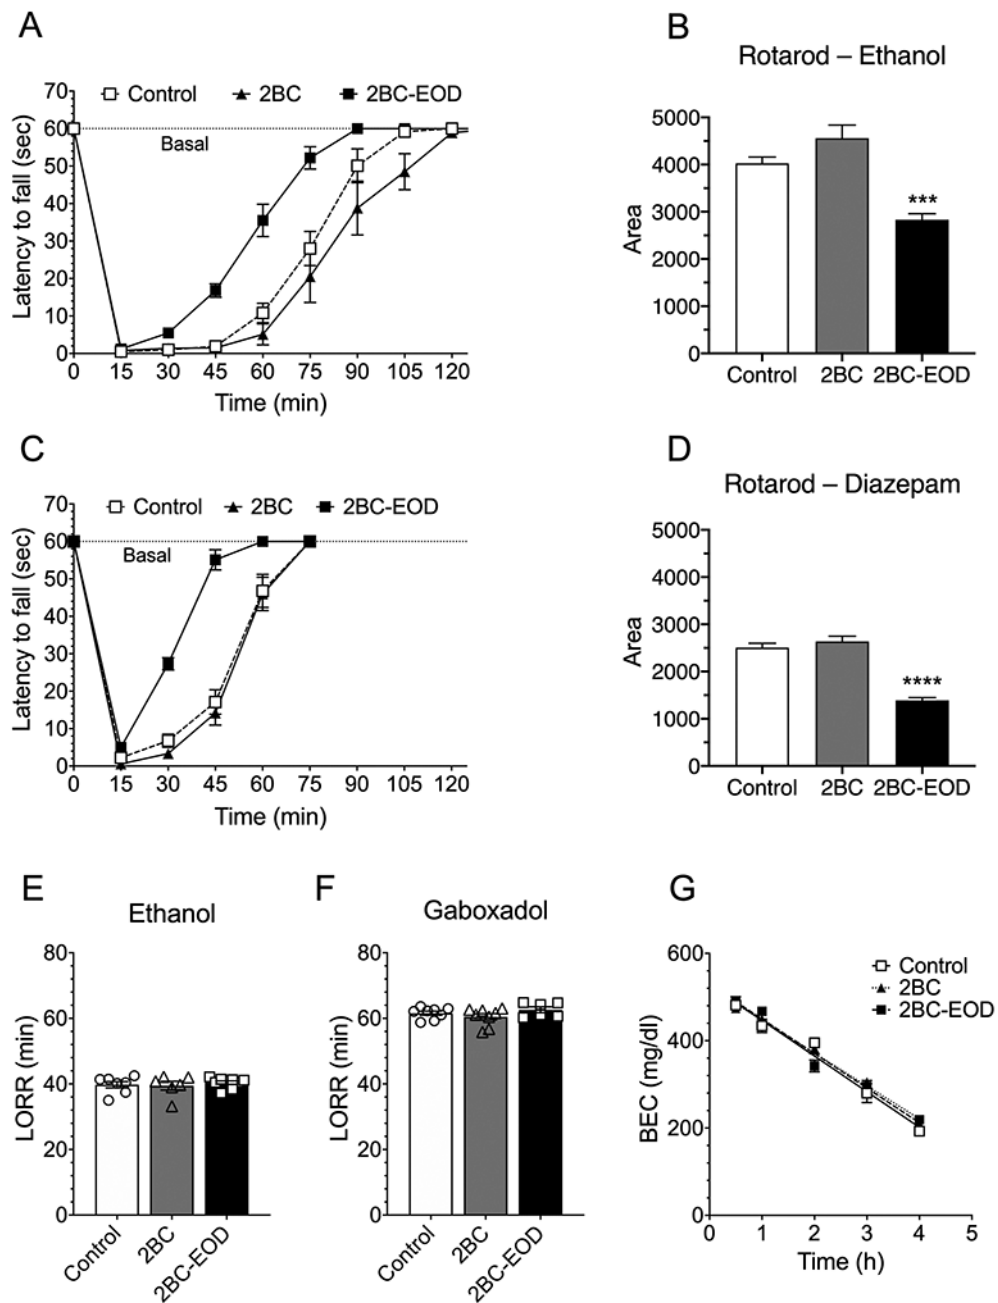 A
Control 2BC 2BC-EOD
70
60
50
40
30
20
10
0
Basal
Latency to fall (sec)
0 15 30 45 60 75 90 105 120
Time (min)
B
Rotarod – Ethanol
5000
4000
3000
2000
1000
0
Area
***
Control 2BC 2BC-EOD
C
Control 2BC 2BC-EOD
70
60
50
40
30
20
10
0
Basal
Latency to fall (sec)
0 15 30 45 60 75 90 105 120
Time (min)
D
Rotarod – Diazepam
5000
4000
3000
2000
1000
0
Area
****
Control 2BC 2BC-EOD
E
Ethanol
80
60
40
20
0
LORR (min)
Control
2BC
2BC-EOD
F
Gaboxadol
80
60
40
20
0
LORR (min)
Control
2BC
2BC-EOD
G
600
400
200
0
BEC (mg/dl)
Control
2BC
2BC-EOD
0 1 2 3 4 5
Time (h)